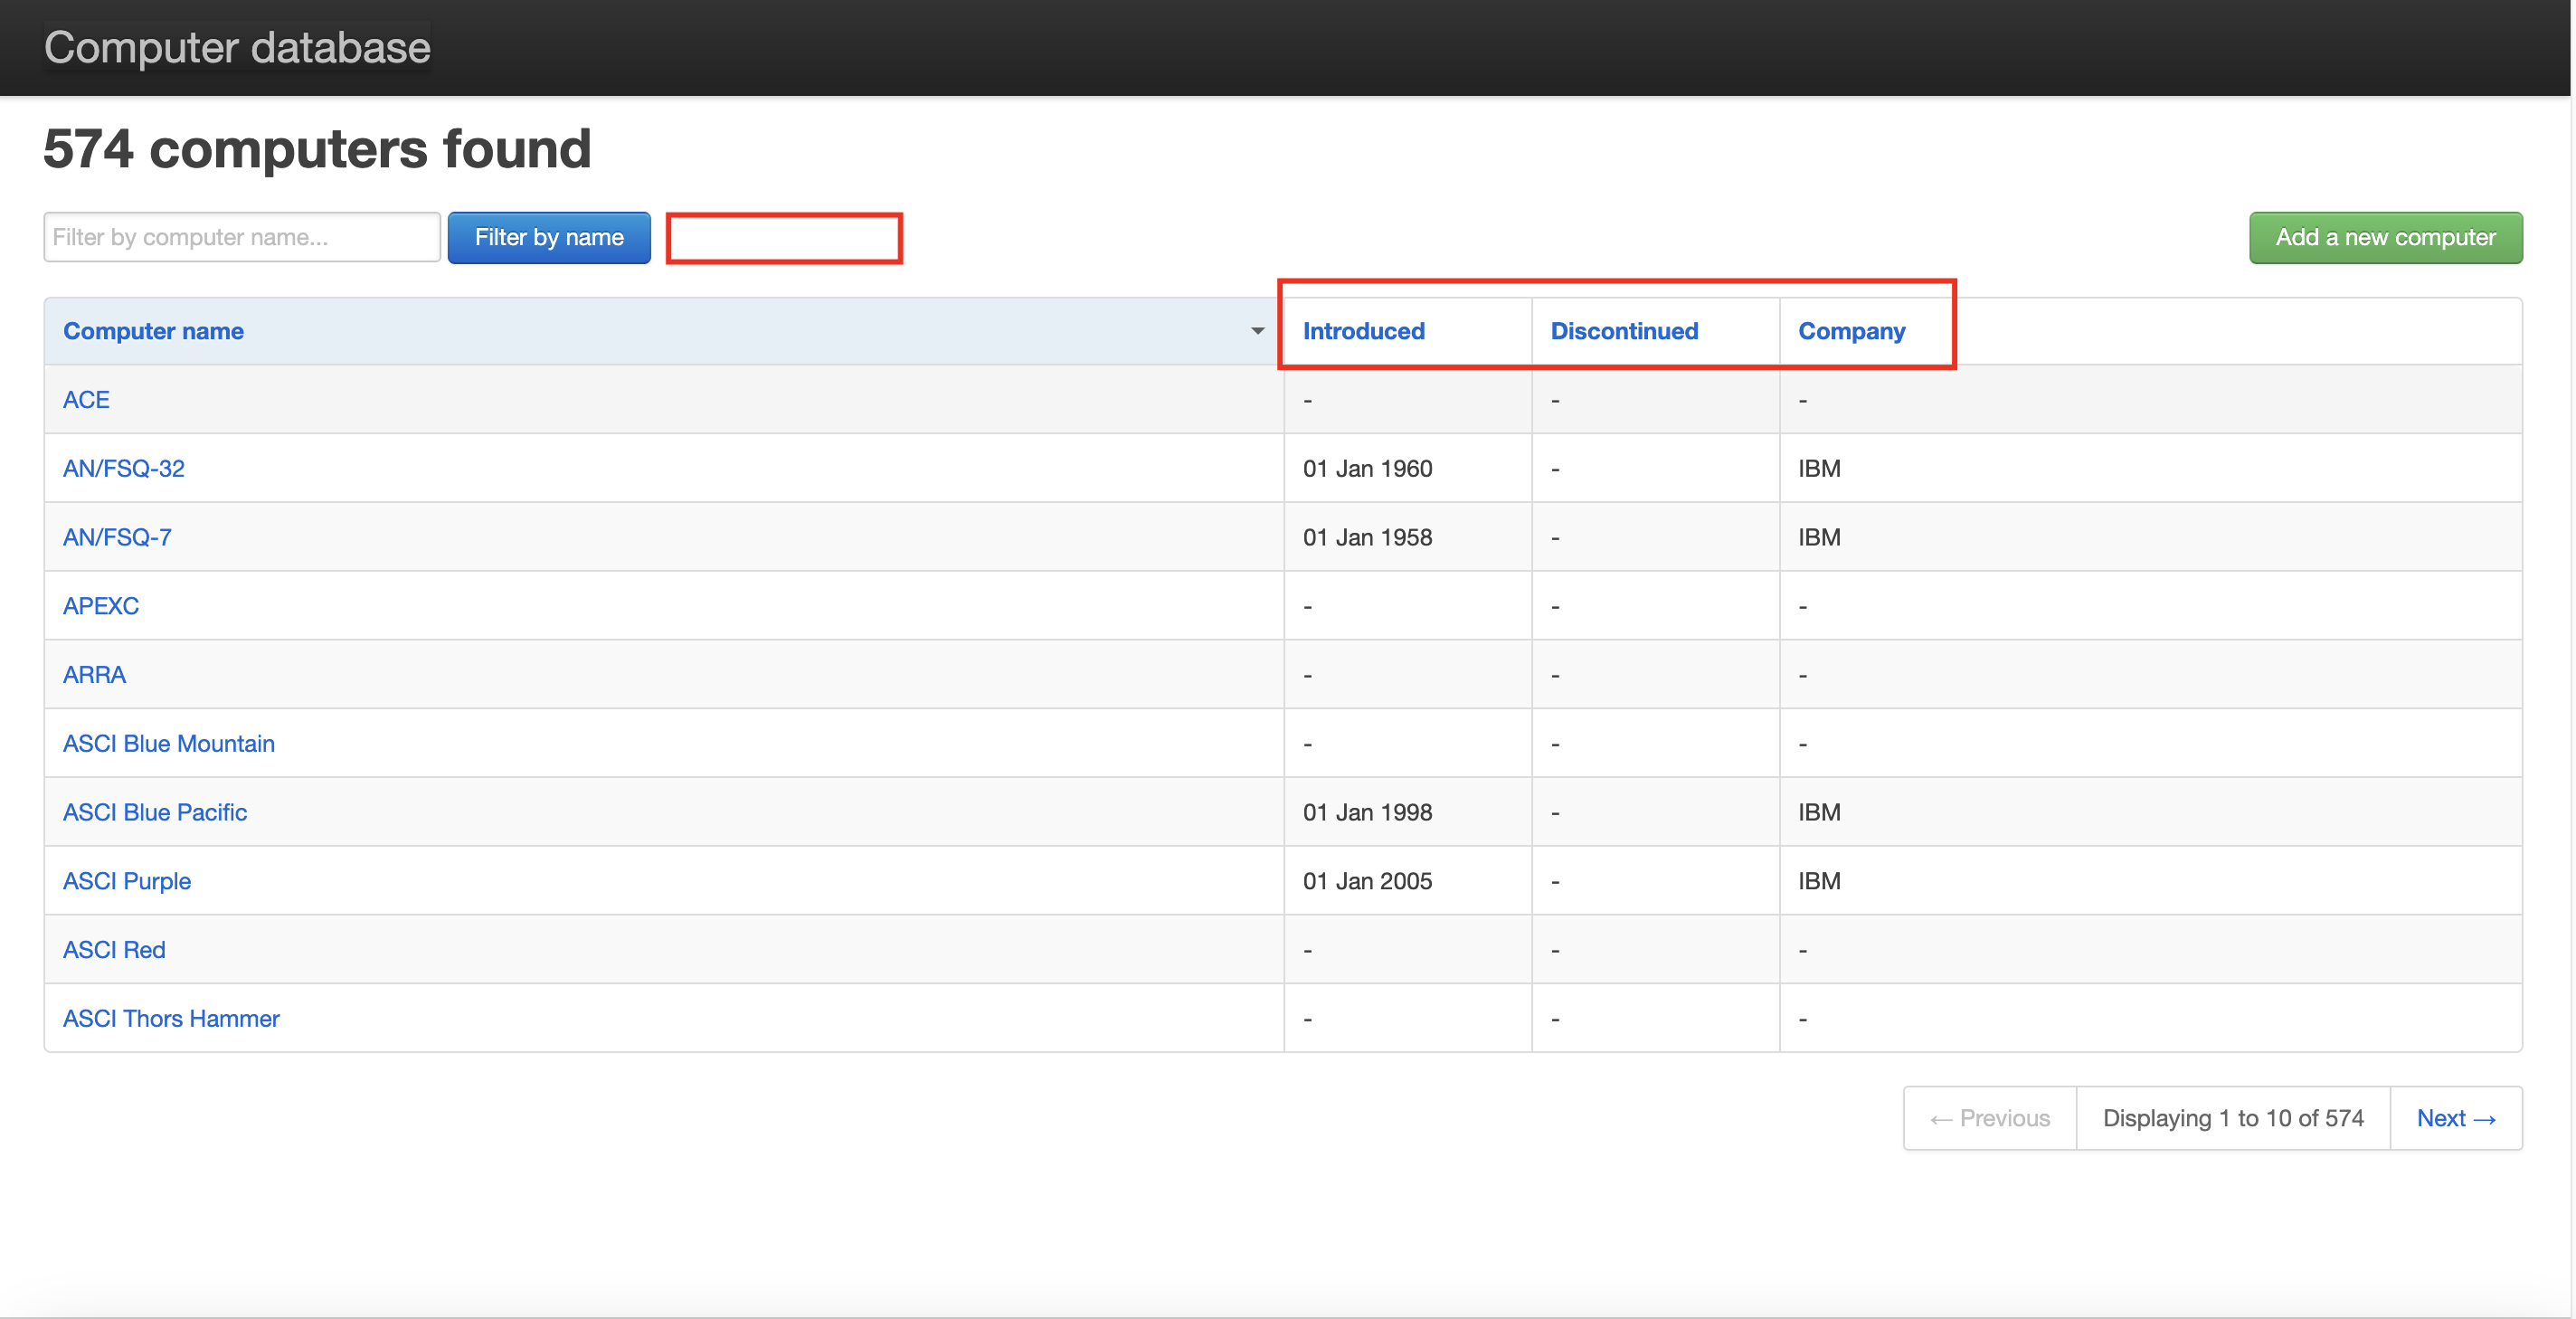 Computer database
574 computers found
Filter by computer name... Filter by name Add a new computer
Computer name Introduced Discontinued Company
ACE - - -
AN/FSQ-32 01 Jan 1960 - IBM
AN/FSQ-7 01 Jan 1958 - IBM
APEXC - - -
ARRA - - -
ASCI Blue Mountain - - -
ASCI Blue Pacific 01 Jan 1998 - IBM
ASCI Purple 01 Jan 2005 - IBM
ASCI Red - - -
ASCI Thors Hammer - - -
← Previous Displaying 1 to 10 of 574 Next →